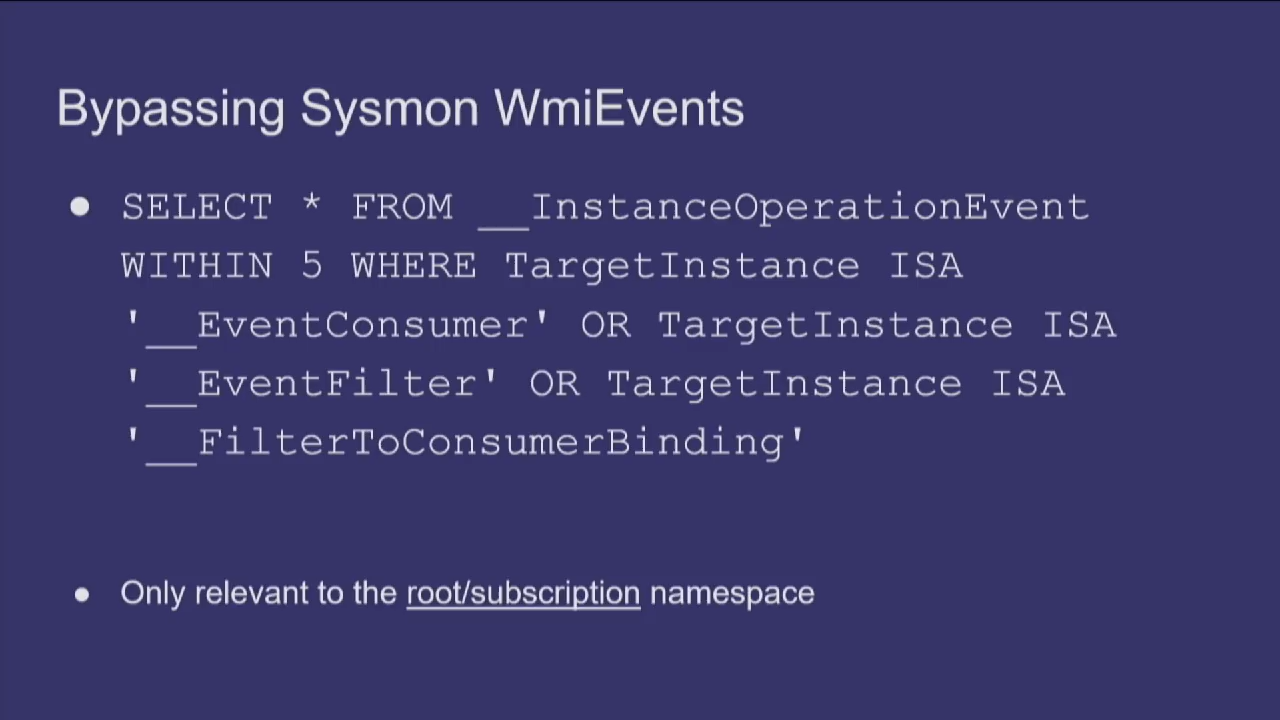 Bypassing Sysmon WmiEvents
● SELECT * FROM __InstanceOperationEvent
WITHIN 5 WHERE TargetInstance ISA
'__EventConsumer' OR TargetInstance ISA
'__EventFilter' OR TargetInstance ISA
'__FilterToConsumerBinding'
● Only relevant to the root/subscription namespace